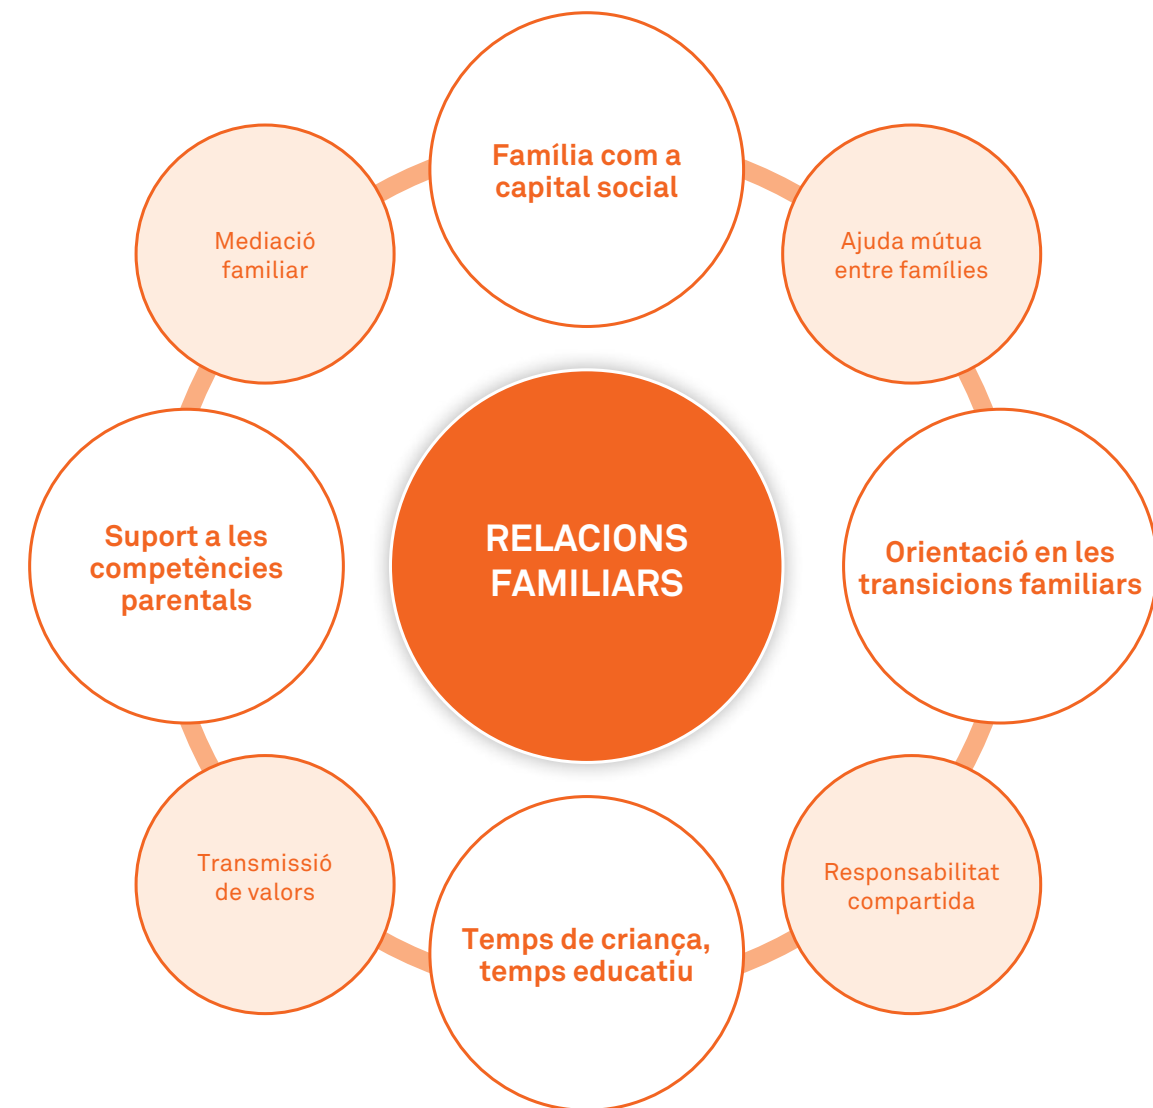 Família com a
capital social
Mediació
familiar
Ajuda mútua
entre famílies
Suport a les
competències
parentals
RELACIONS
FAMILIARS
Orientació en les
transicions familiars
Transmissió
de valors
Responsabilitat
compartida
Temps de criança,
temps educatiu